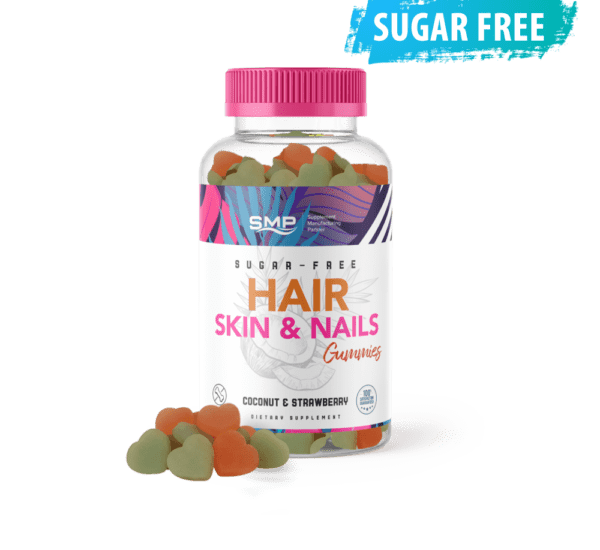 SUGAR FREE
SMP
Supplement
Manufacturing
Partner
SUGAR-FREE
HAIR
SKIN & NAILS
Gummies
COCONUT & STRAWBERRY
DIETARY SUPPLEMENT